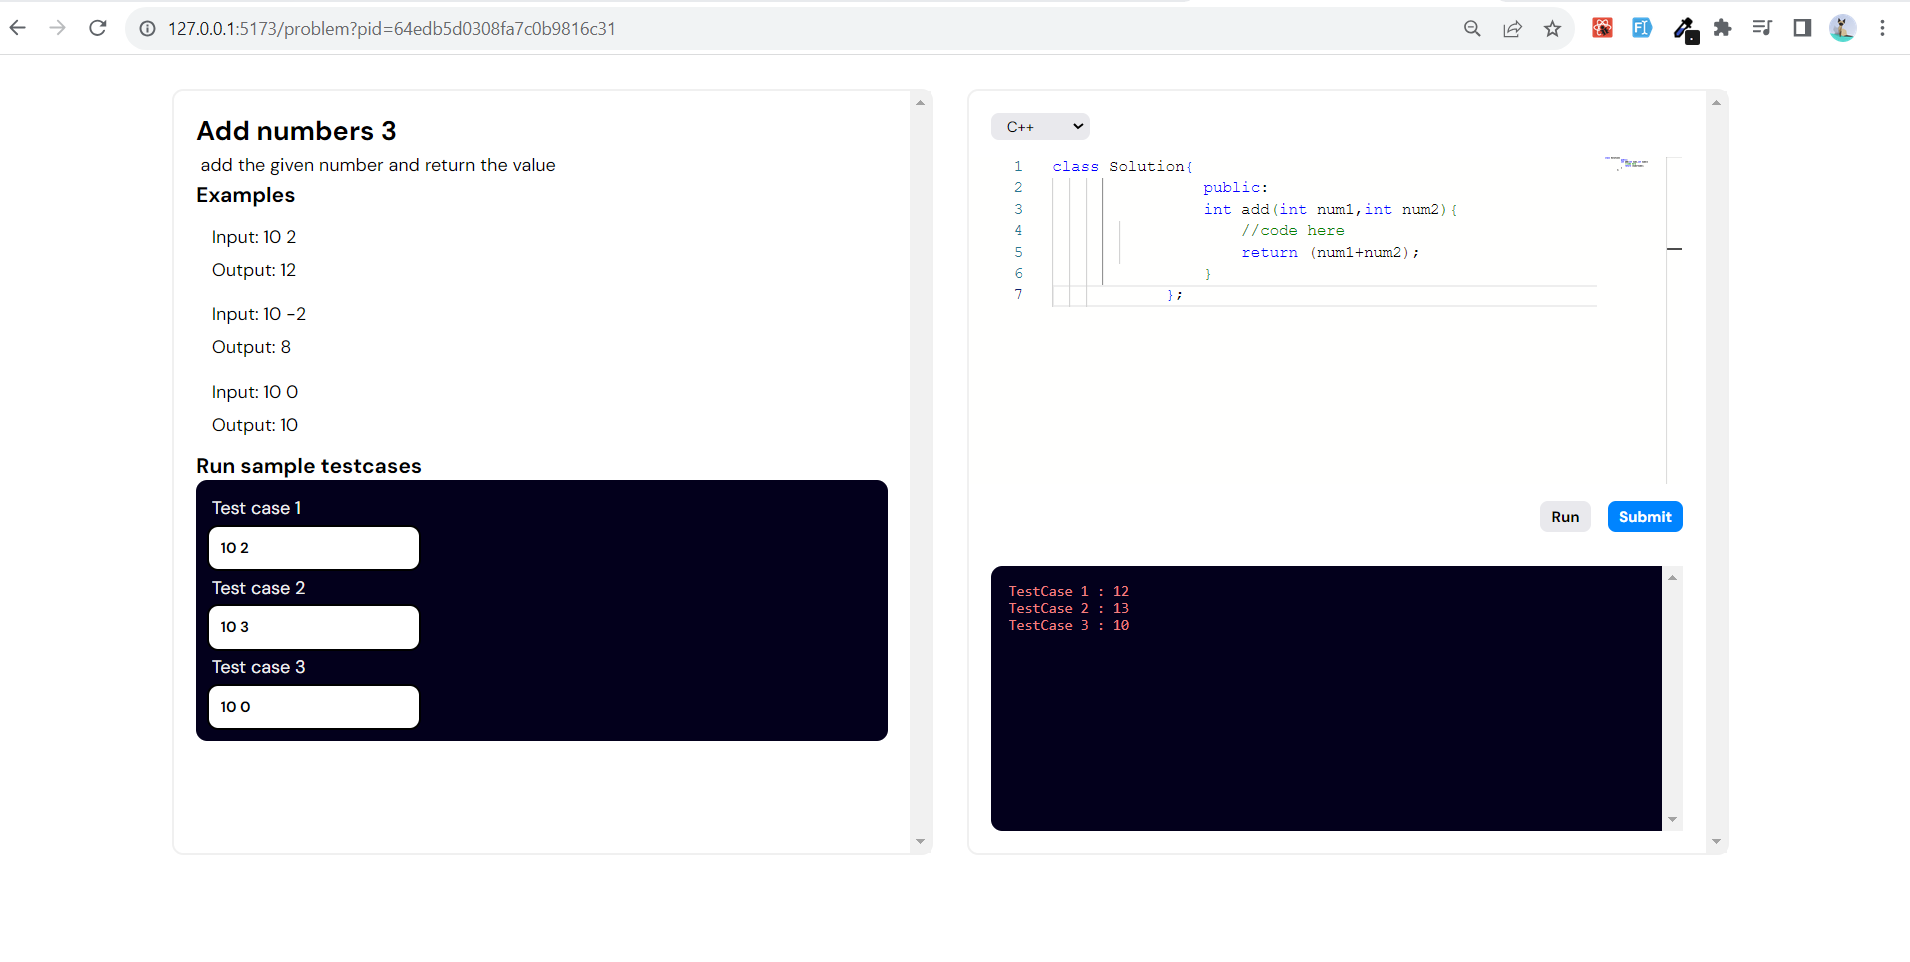 127.0.0.1:5173/problem?pid=64edb5d0308fa7c0b9816c31
Add numbers 3
add the given number and return the value
Examples
Input: 10 2
Output: 12
Input: 10 -2
Output: 8
Input: 10 0
Output: 10
Run sample testcases
Test case 1
10 2
Test case 2
10 3
Test case 3
10 0
C++
1 class Solution{
2 public:
3 int add(int num1,int num2){
4 //code here
5 return (num1+num2);
6 }
7 };
Run Submit
TestCase 1 : 12
TestCase 2 : 13
TestCase 3 : 10